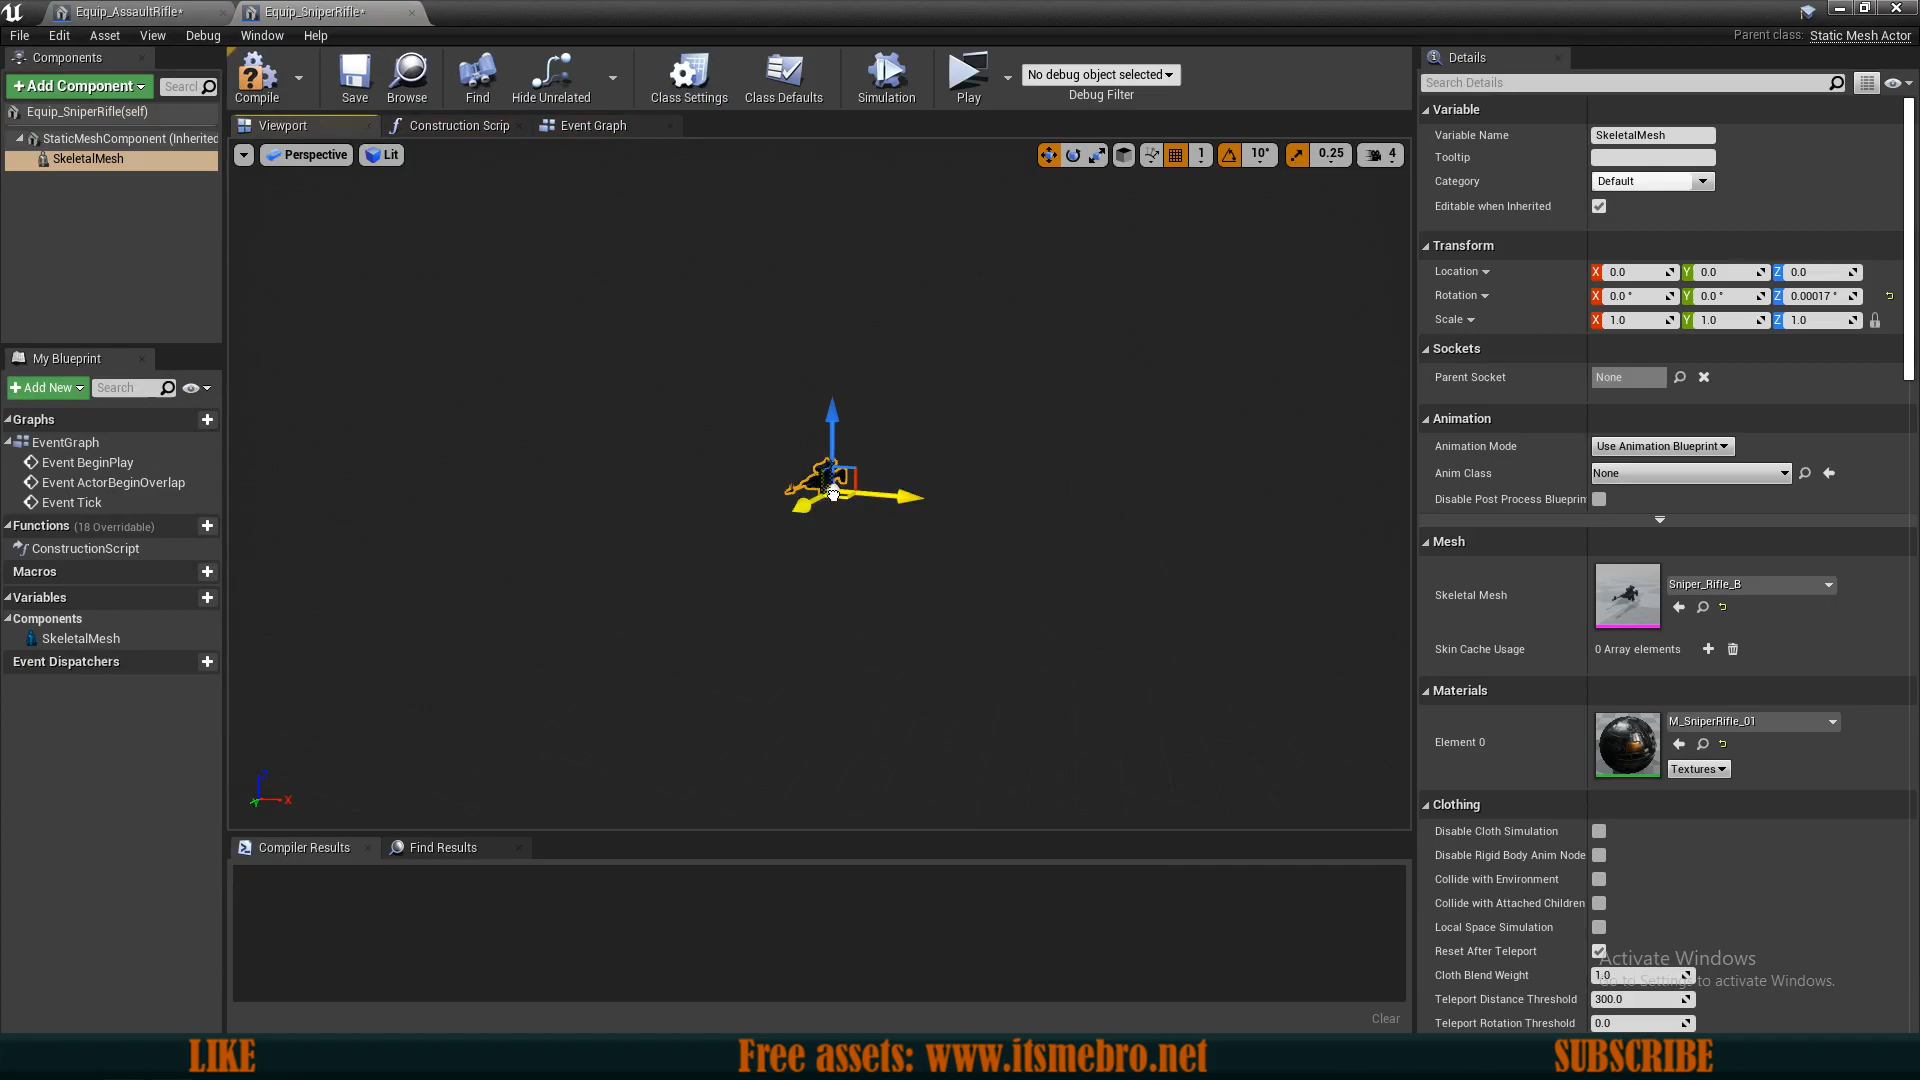 Equip_AssaultRifle*
Equip_SniperRifle*
File Edit Asset View Debug Window Help
Parent class: Static Mesh Actor
Components
+Add Component
Searcl
Equip_SniperRifle(self)
StaticMeshComponent (Inherited
SkeletalMesh
Compile
Save
Browse
Find
Hide Unrelated
Class Settings
Class Defaults
Simulation
Play
No debug object selected
Debug Filter
Viewport
Construction Scrip
Event Graph
Perspective
Lit
1
10°
0.25
4
X
My Blueprint
+Add New
Search
Graphs
EventGraph
Event BeginPlay
Event ActorBeginOverlap
Event Tick
Functions (18 Overridable)
ConstructionScript
Macros
Variables
Components
SkeletalMesh
Event Dispatchers
Compiler Results
Find Results
Clear
Details
Search Details
Variable
Variable Name SkeletalMesh
Tooltip
Category Default
Editable when Inherited
Transform
Location X 0.0 Y 0.0 Z 0.0
Rotation X 0.0 ° Y 0.0 ° Z 0.00017 °
Scale X 1.0 Y 1.0 Z 1.0
Sockets
Parent Socket None
Animation
Animation Mode Use Animation Blueprint
Anim Class None
Disable Post Process Blueprin
Mesh
Skeletal Mesh Sniper_Rifle_B
Skin Cache Usage 0 Array elements
Materials
Element 0 M_SniperRifle_01
Textures
Clothing
Disable Cloth Simulation
Disable Rigid Body Anim Node
Collide with Environment
Collide with Attached Children
Local Space Simulation
Reset After Teleport
Cloth Blend Weight 1.0
Teleport Distance Threshold 300.0
Teleport Rotation Threshold 0.0
Activate Windows
Go to Settings to activate Windows.
LIKE
Free assets: www.itsmebro.net
SUBSCRIBE